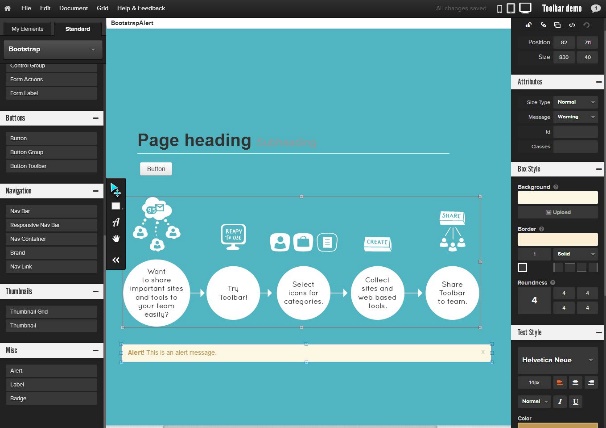 File Edit Document Grid Help & Feedback
All changes saved
Toolbar demo
My Elements Standard
Bootstrap
Control Group
Form Actions
Form Label
Buttons
Button
Button Group
Button Toolbar
Navigation
Nav Bar
Responsive Nav Bar
Nav Container
Brand
Nav Link
Thumbnails
Thumbnail Grid
Thumbnail
Misc
Alert
Label
Badge
BootstrapAlert
Page heading
Button
READY
TO USE
CREATE
SHARE
Want
to share
important sites
and tools to
your team
easily?
Try
Toolbar!
Select
icons for
categories.
Collect
sites and
web based
tools.
Share
Toolbar
to team.
Alert! This is an alert message.
×
Position
Size 630 40
Attributes
Size Type Normal
Message Warning
Id
Classes
Box Style
Background
Upload
Border
1 Solid
Roundness
4 4 4
4 4
Text Style
Helvetica Neue
14px
Normal I U
Color